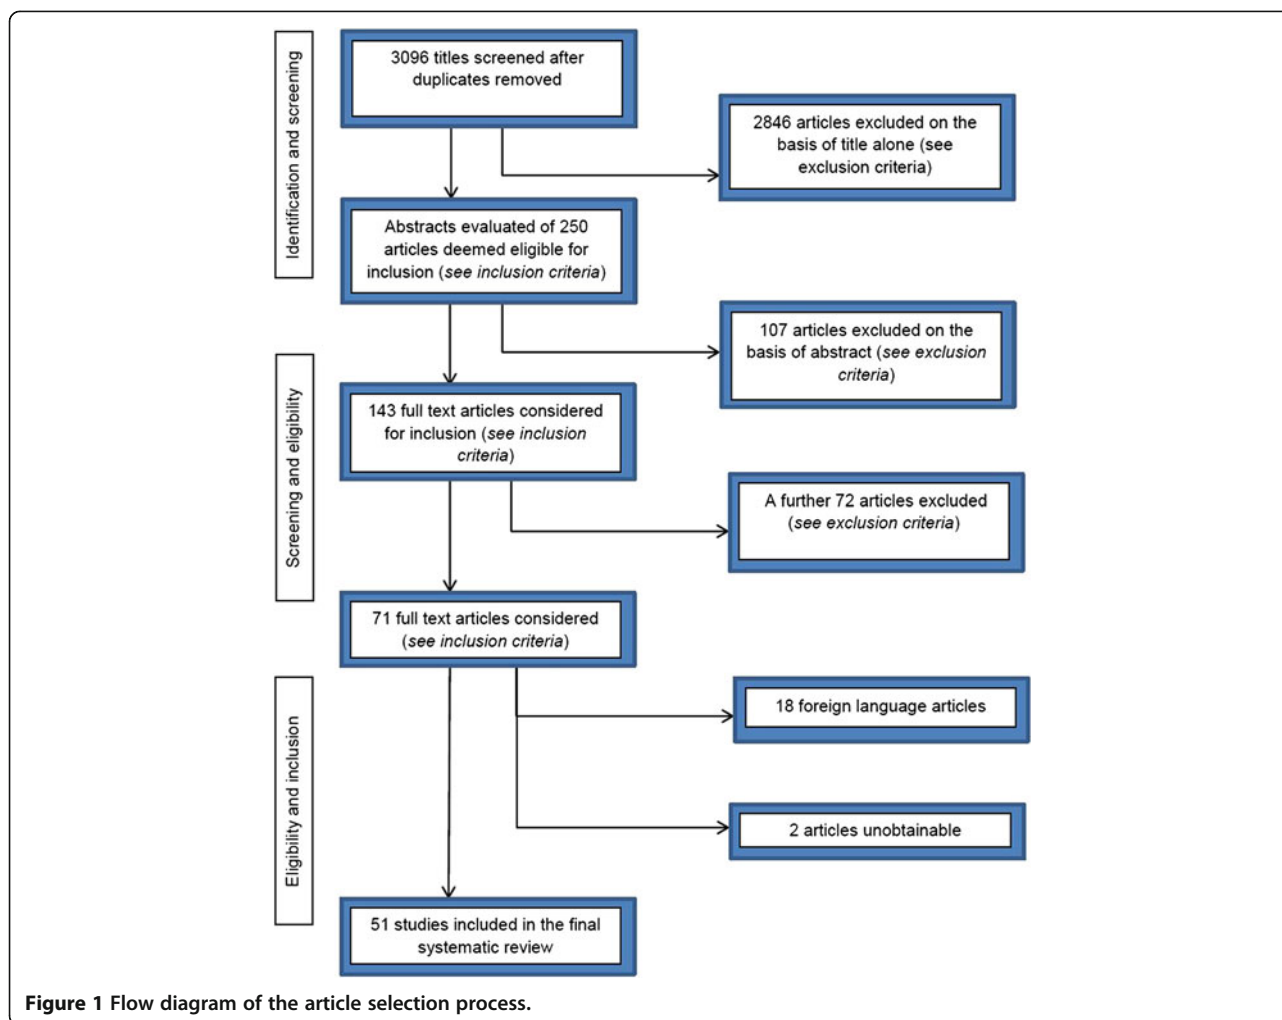 Identification and screening
3096 titles screened after
duplicates removed
2846 articles excluded on the
basis of title alone (see
exclusion criteria)
Abstracts evaluated of 250
articles deemed eligible for
inclusion (see inclusion criteria)
Screening and eligibility
107 articles excluded on the
basis of abstract (see exclusion
criteria)
143 full text articles considered
for inclusion (see inclusion
criteria)
A further 72 articles excluded
(see exclusion criteria)
71 full text articles considered
(see inclusion criteria)
Eligibility and inclusion
18 foreign language articles
2 articles unobtainable
51 studies included in the final
systematic review
Figure 1 Flow diagram of the article selection process.